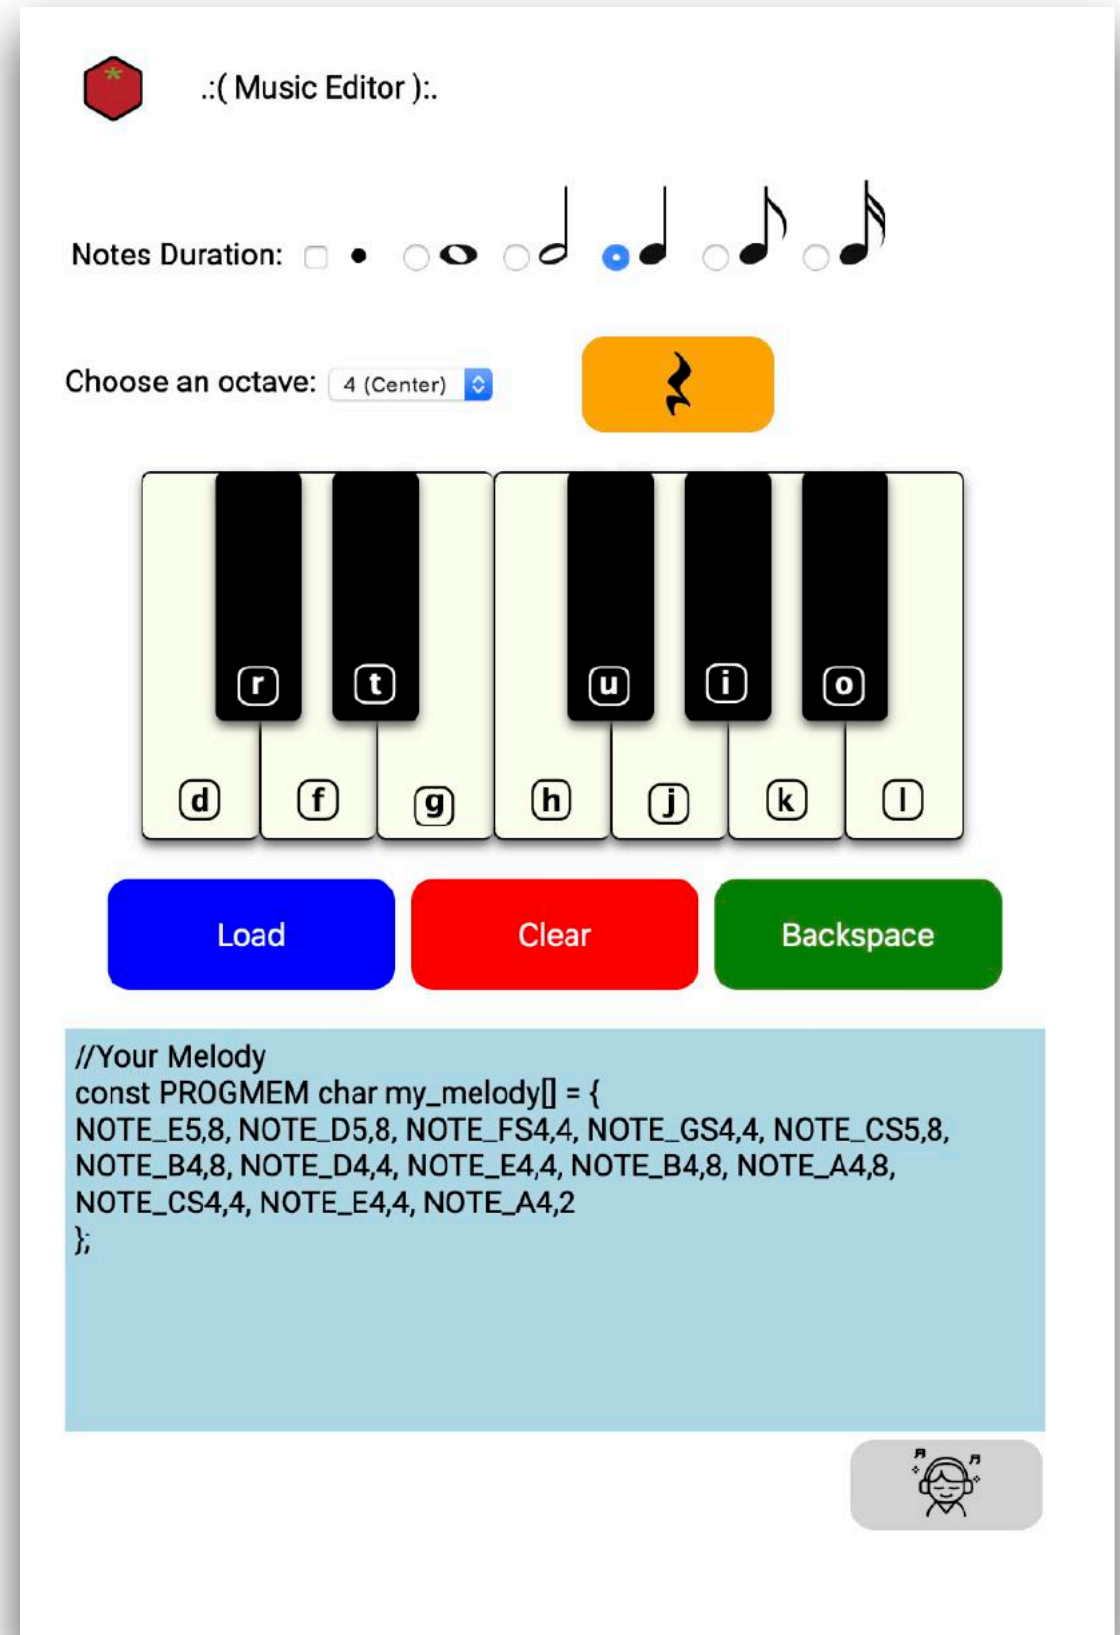 .:( Music Editor ):.
Notes Duration:
Choose an octave: 4 (Center)
r t u i o
d f g h j k l
Load Clear Backspace
//Your Melody
const PROGMEM char my_melody[] = {
NOTE_E5,8, NOTE_D5,8, NOTE_FS4,4, NOTE_GS4,4, NOTE_CS5,8,
NOTE_B4,8, NOTE_D4,4, NOTE_E4,4, NOTE_B4,8, NOTE_A4,8,
NOTE_CS4,4, NOTE_E4,4, NOTE_A4,2
};